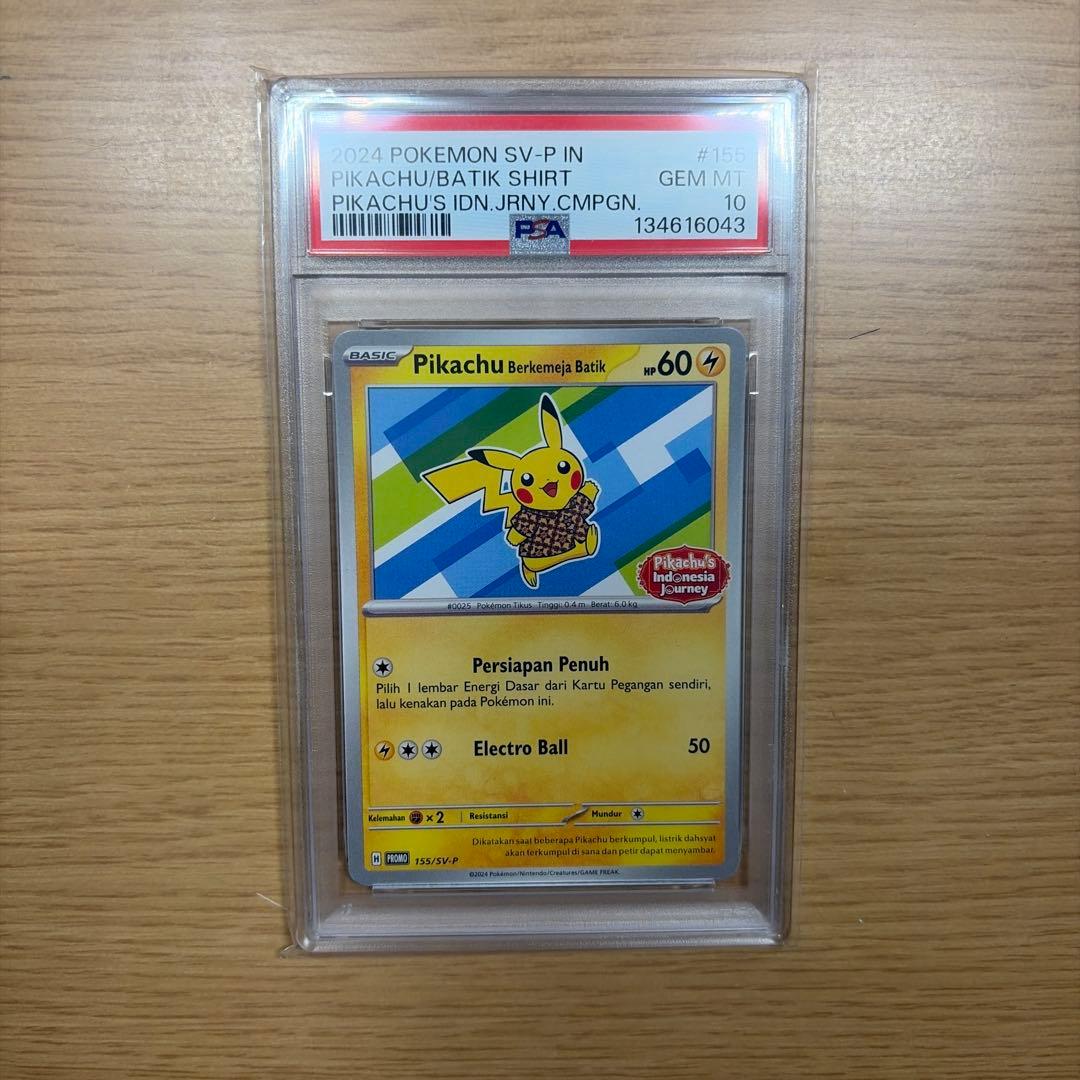 2024 POKEMON SV-P IN #155
PIKACHU/BATIK SHIRT GEM MT
PIKACHU'S IDN.JRNY.CMPGN. 10
PSA 134616043
BASIC Pikachu Berkemeja Batik HP 60
Pikachu's
Indonesia
Journey
#0025 Pokémon Tikus Tinggi: 0.4 m Berat: 6.0 kg
Persiapan Penuh
Pilih 1 lembar Energi Dasar dari Kartu Pegangan sendiri,
lalu kenakan pada Pokémon ini.
Electro Ball 50
Kelemahan ×2 Resistansi Mundur
Dikatakan saat beberapa Pikachu berkumpul, listrik dahsyat
akan terkumpul di sana dan petir dapat menyambar.
H PROMO 155/SV-P
©2024 Pokémon/Nintendo/Creatures/GAME FREAK.